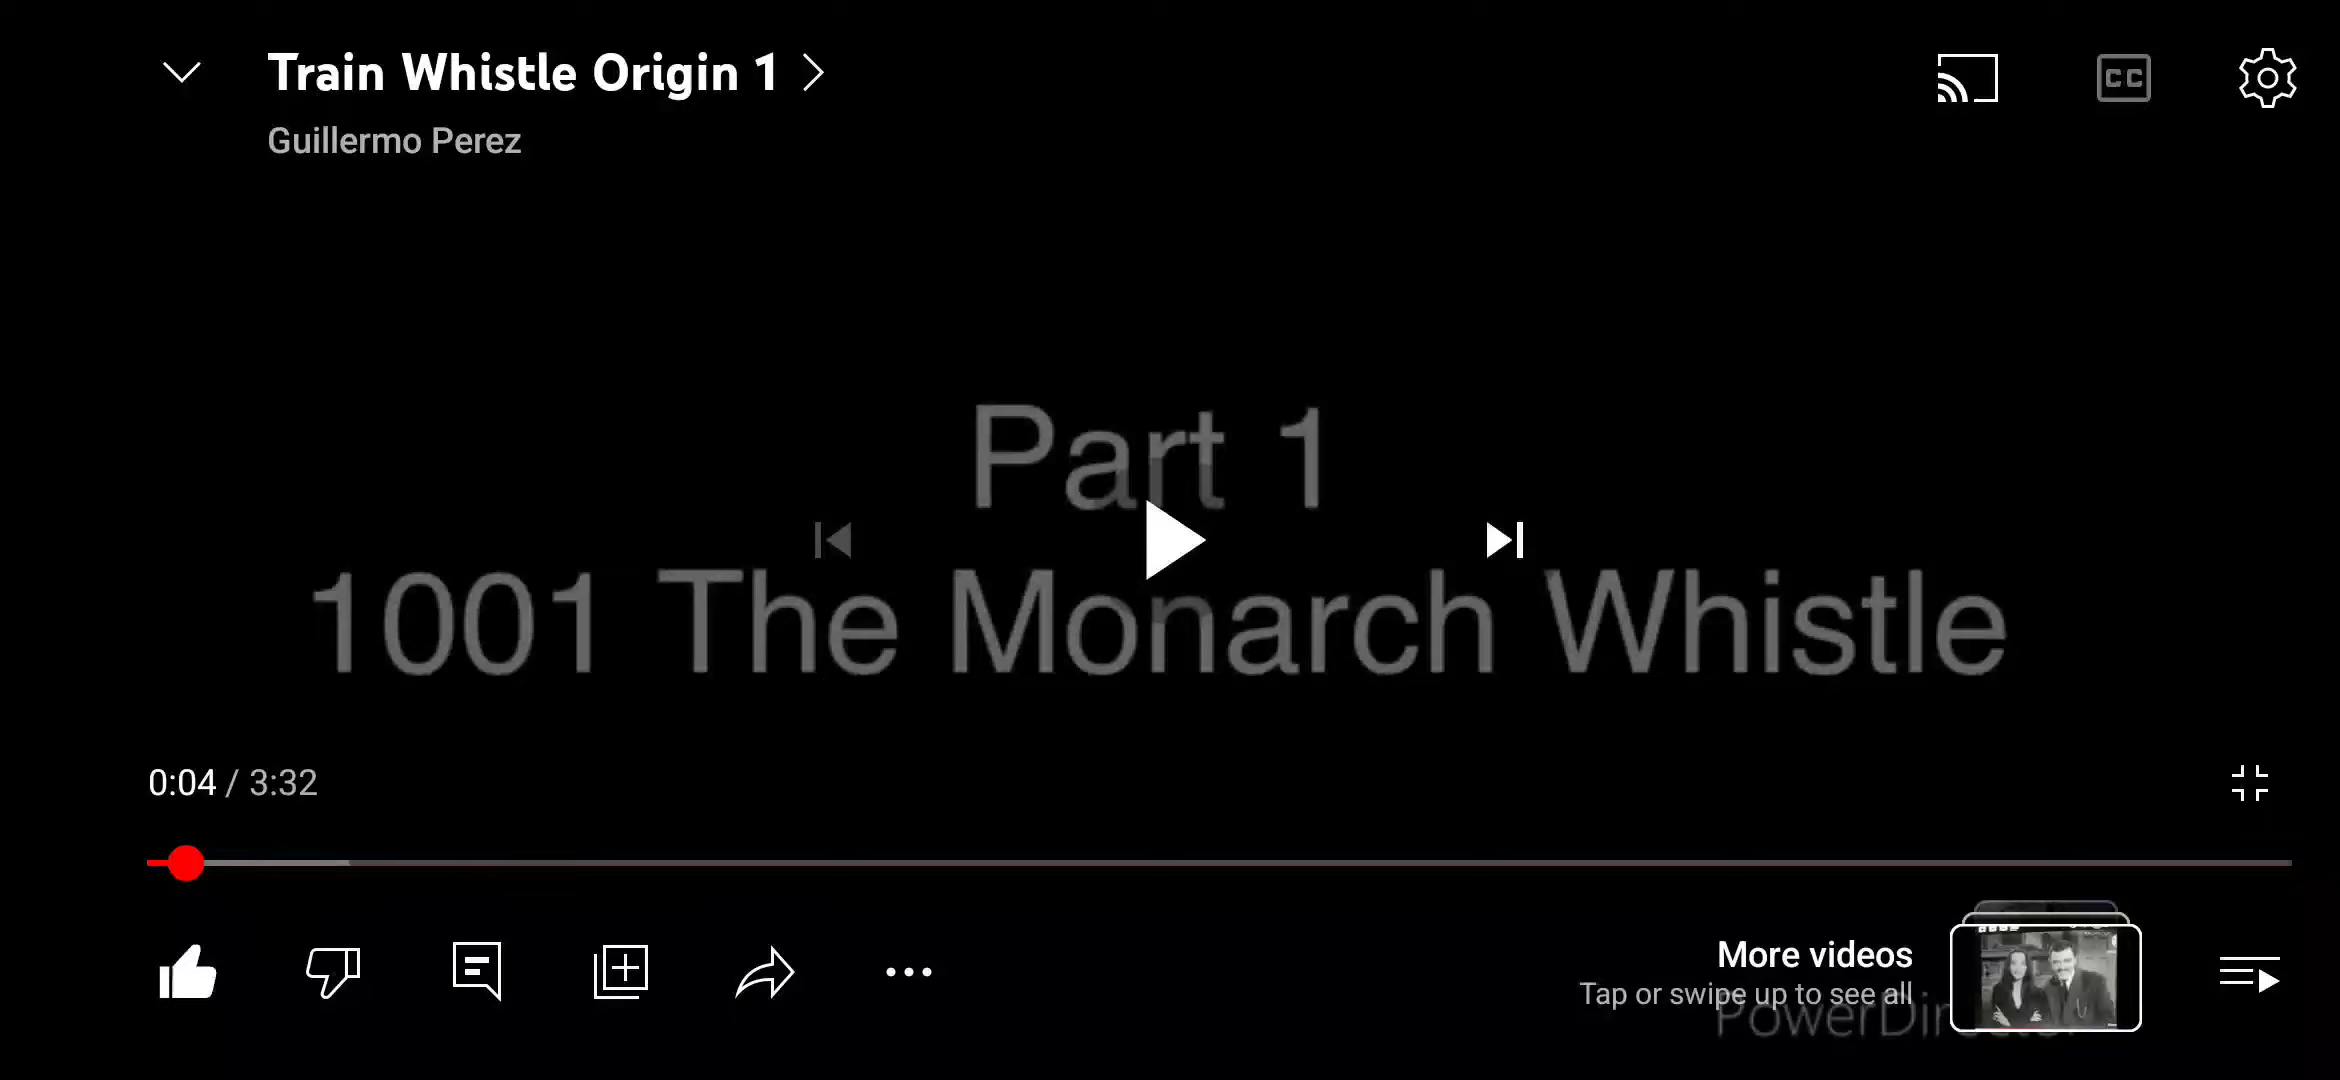 Train Whistle Origin 1
Guillermo Perez
CC
Part 1
1001 The Monarch Whistle
0:04 / 3:32
More videos
Tap or swipe up to see all